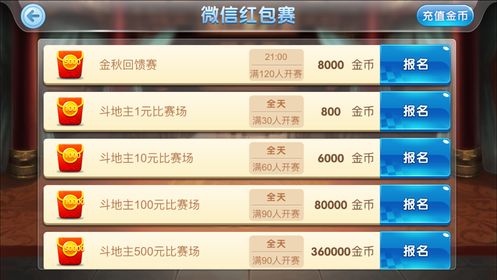 微信红包赛
充值金币
金秋回馈赛
21:00
满120人开赛
8000 金币
报名
斗地主1元比赛场
全天
满30人开赛
800 金币
报名
斗地主10元比赛场
全天
满60人开赛
6000 金币
报名
斗地主100元比赛场
全天
满90人开赛
80000 金币
报名
斗地主500元比赛场
全天
满90人开赛
360000金币
报名